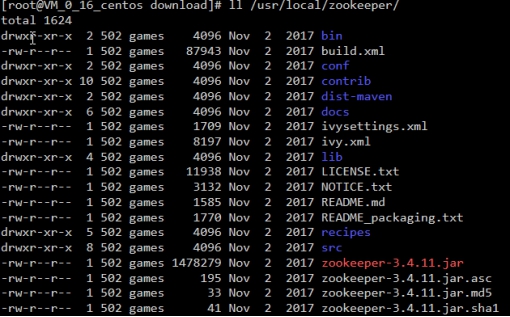 [root@VM_0_16_centos download]# ll /usr/local/zookeeper/
total 1624
drwxr-xr-x 2 502 games 4096 Nov 2 2017 bin
-rw-r--r-- 1 502 games 87943 Nov 2 2017 build.xml
drwxr-xr-x 2 502 games 4096 Nov 2 2017 conf
drwxr-xr-x 10 502 games 4096 Nov 2 2017 contrib
drwxr-xr-x 2 502 games 4096 Nov 2 2017 dist-maven
drwxr-xr-x 6 502 games 4096 Nov 2 2017 docs
-rw-r--r-- 1 502 games 1709 Nov 2 2017 ivysettings.xml
-rw-r--r-- 1 502 games 8197 Nov 2 2017 ivy.xml
drwxr-xr-x 4 502 games 4096 Nov 2 2017 lib
-rw-r--r-- 1 502 games 11938 Nov 2 2017 LICENSE.txt
-rw-r--r-- 1 502 games 3132 Nov 2 2017 NOTICE.txt
-rw-r--r-- 1 502 games 1585 Nov 2 2017 README.md
-rw-r--r-- 1 502 games 1770 Nov 2 2017 README_packaging.txt
drwxr-xr-x 5 502 games 4096 Nov 2 2017 recipes
drwxr-xr-x 8 502 games 4096 Nov 2 2017 src
-rw-r--r-- 1 502 games 1478279 Nov 2 2017 zookeeper-3.4.11.jar
-rw-r--r-- 1 502 games 195 Nov 2 2017 zookeeper-3.4.11.jar.asc
-rw-r--r-- 1 502 games 33 Nov 2 2017 zookeeper-3.4.11.jar.md5
-rw-r--r-- 1 502 games 41 Nov 2 2017 zookeeper-3.4.11.jar.sha1